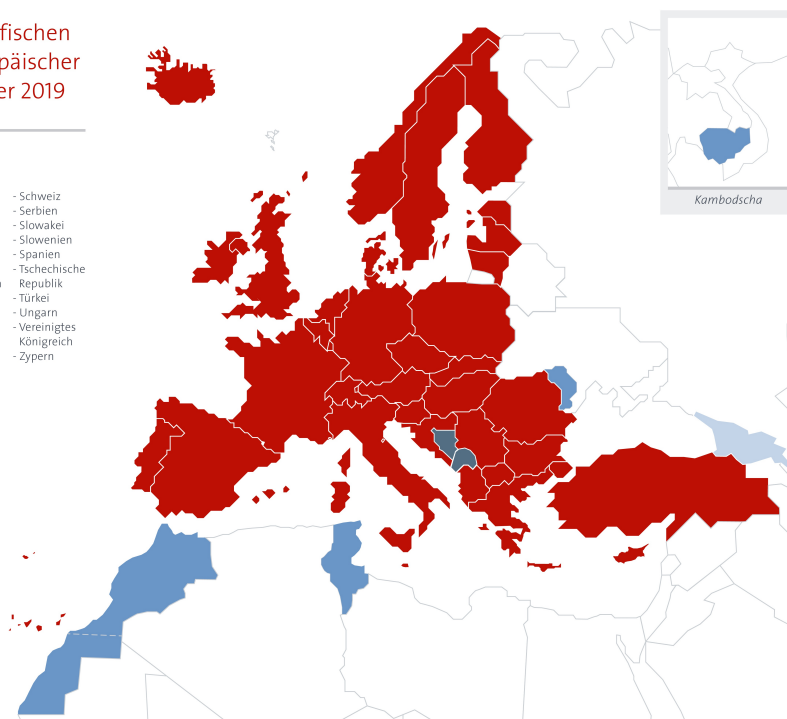 fischen
päischer
er 2019
- Schweiz
- Serbien
- Slowakei
- Slowenien
- Spanien
- Tschechische
Republik
- Türkei
- Ungarn
- Vereinigtes
Königreich
- Zypern
Kambodscha